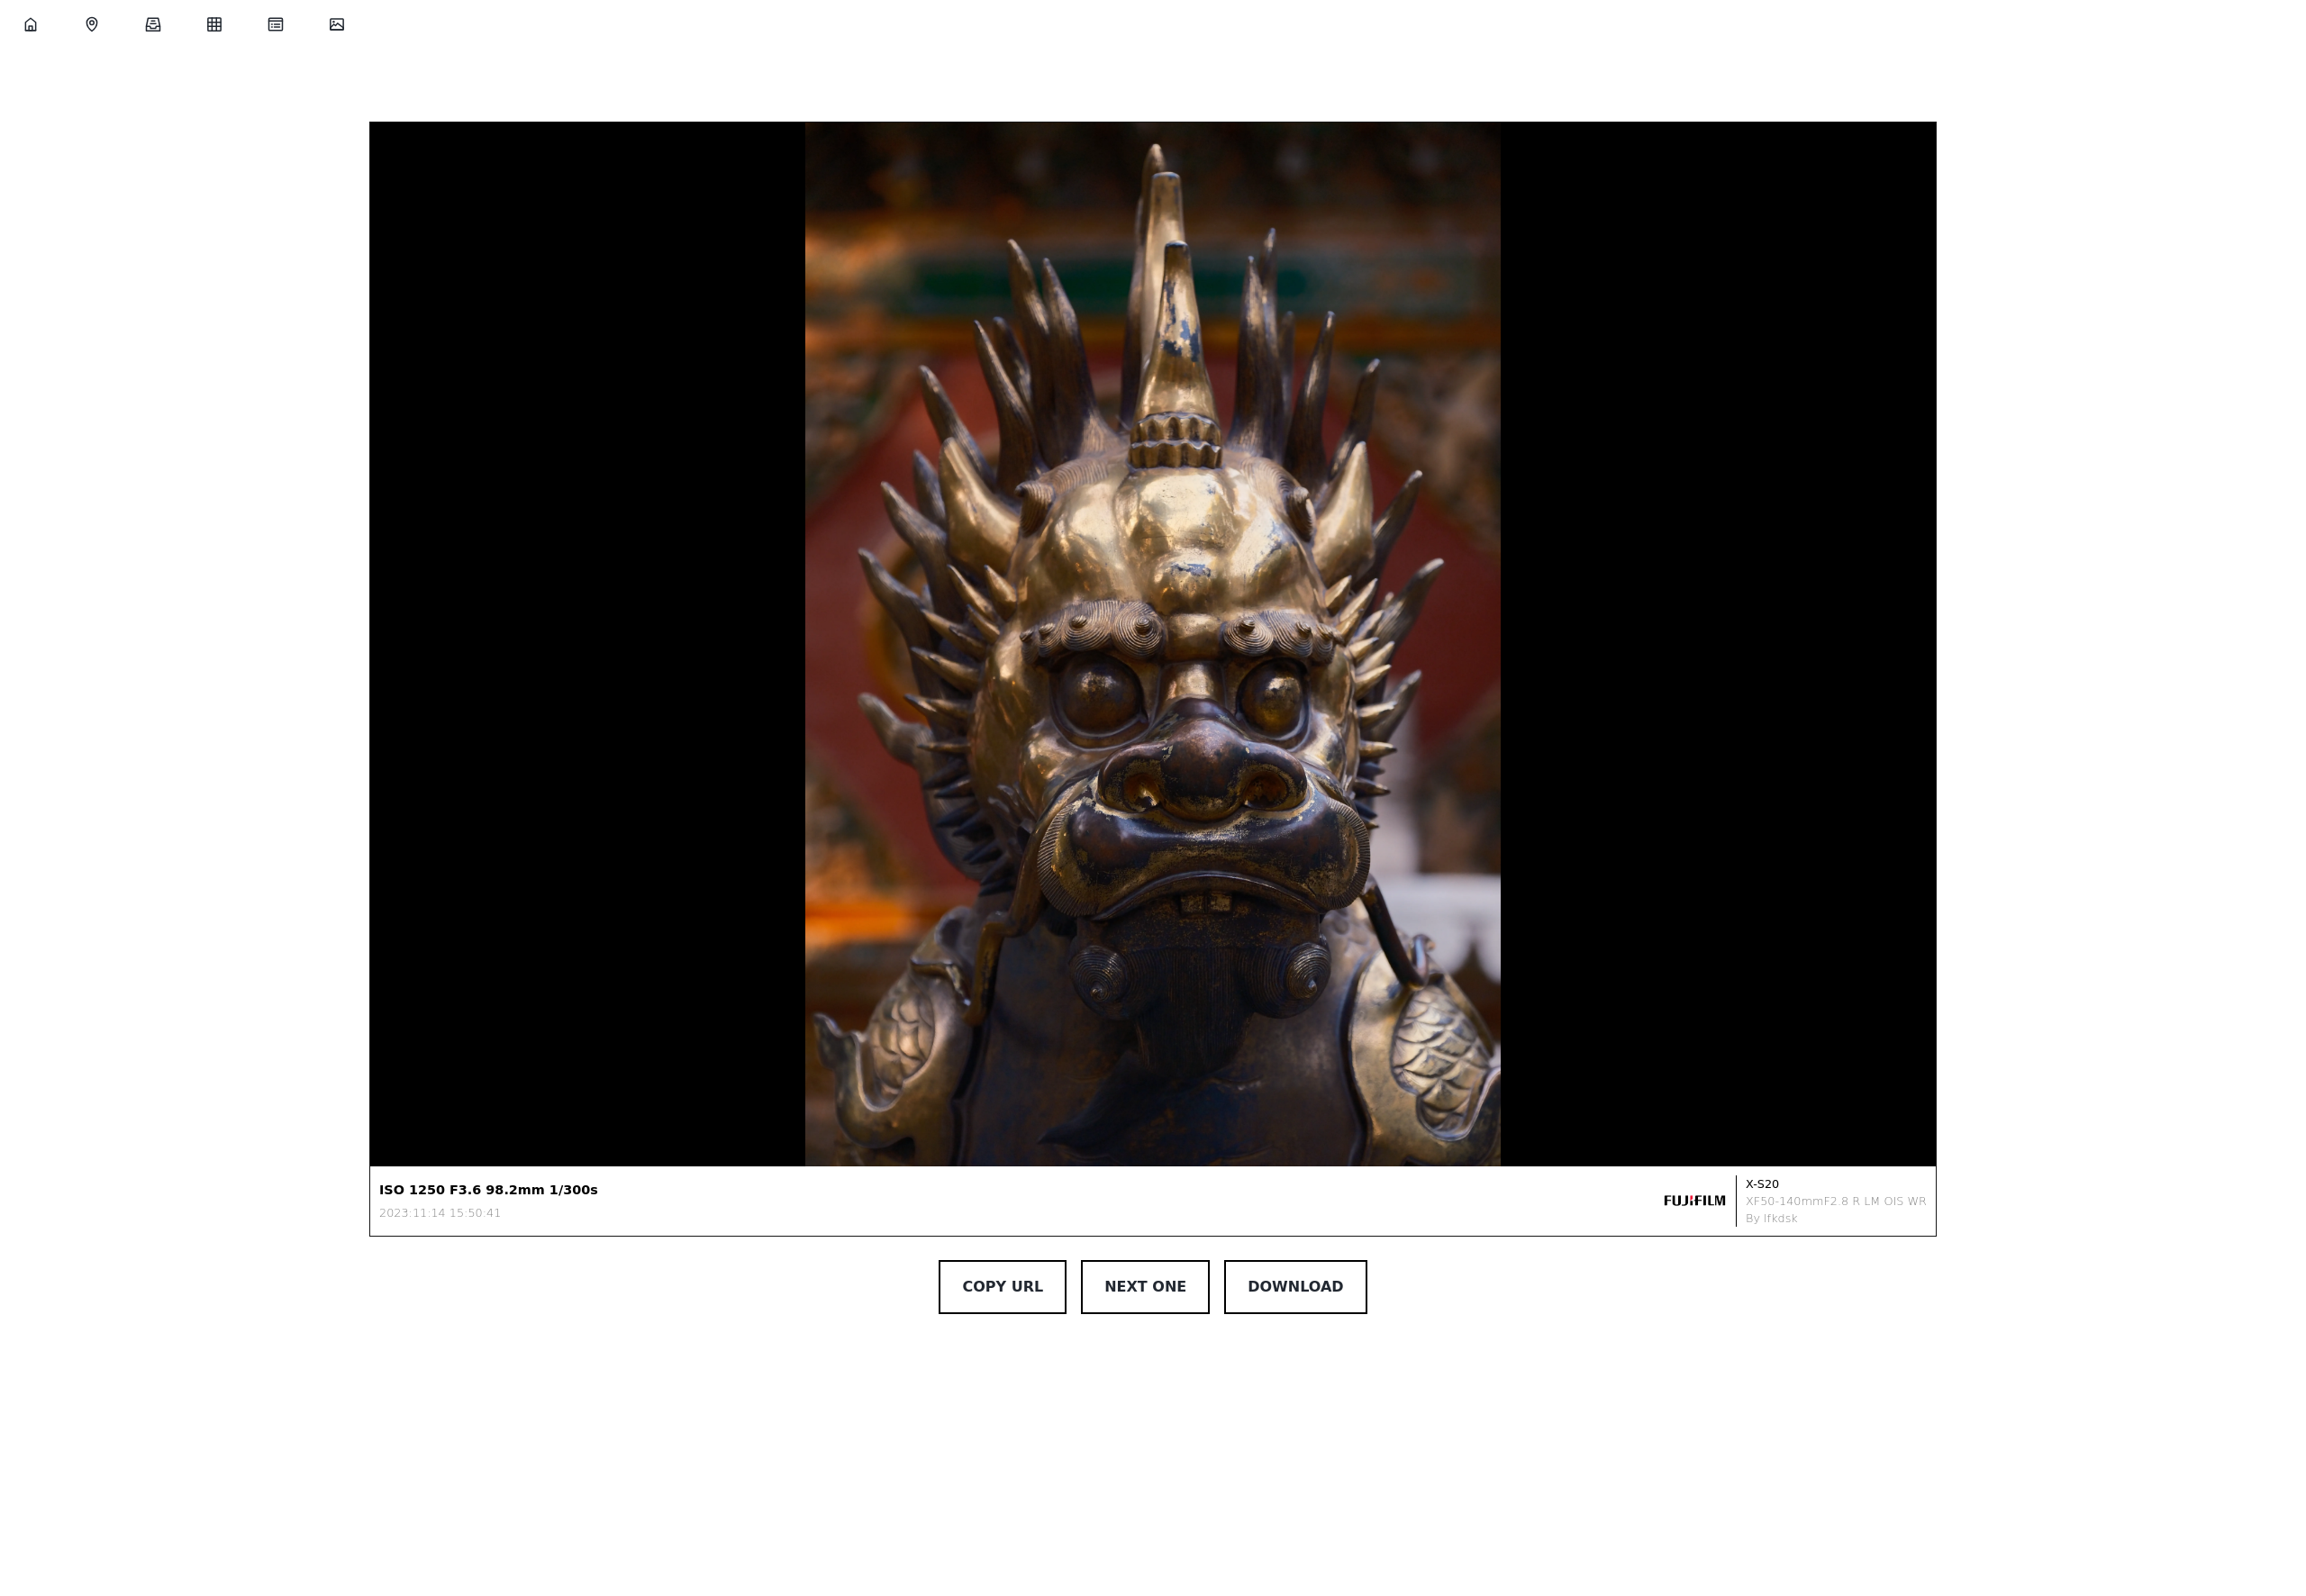 ISO 1250 F3.6 98.2mm 1/300s
2023:11:14 15:50:41
FUJIFILM
X-S20
XF50-140mmF2.8 R LM OIS WR
By lfkdsk
COPY URL
NEXT ONE
DOWNLOAD